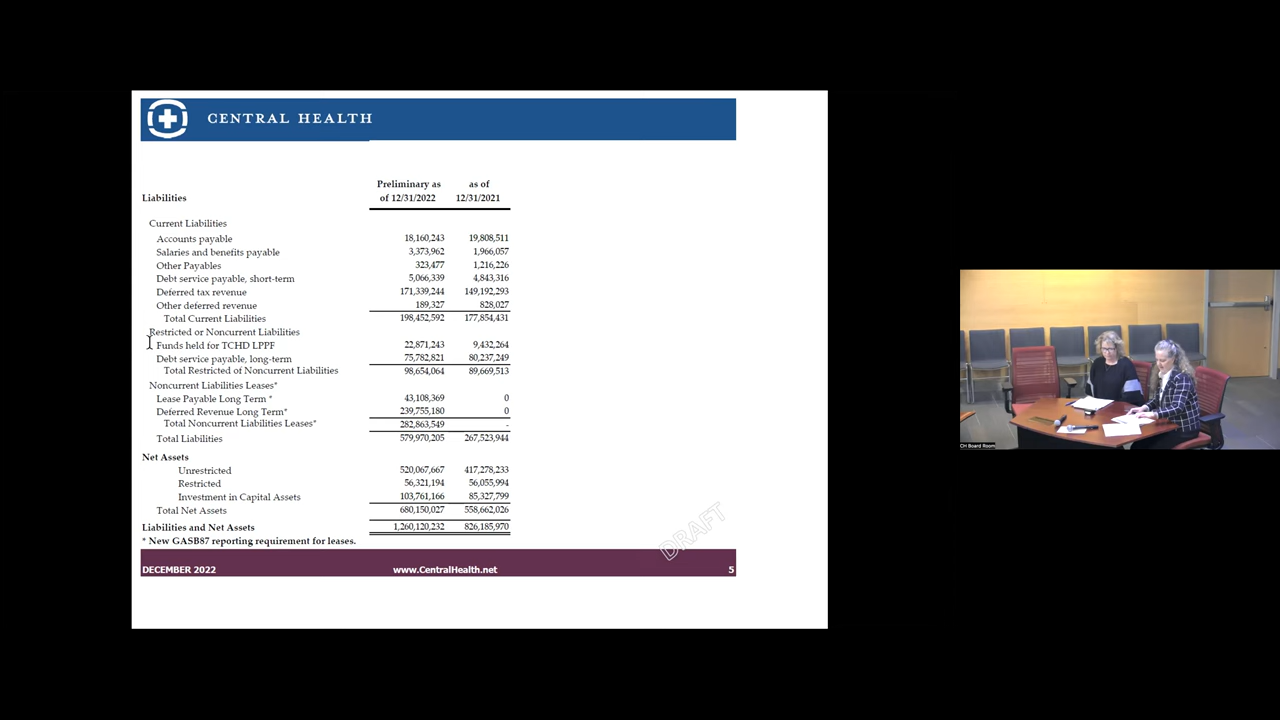 CENTRAL HEALTH
Preliminary as as of
Liabilities of 12/31/2022 12/31/2021
Current Liabilities
Accounts payable 18,160,243 19,808,511
Salaries and benefits payable 3,373,962 1,966,057
Other Payables 323,477 1,216,226
Debt service payable, short-term 5,066,339 4,843,316
Deferred tax revenue 171,339,244 149,192,293
Other deferred revenue 189,327 828,027
Total Current Liabilities 198,452,592 177,854,431
Restricted or Noncurrent Liabilities
Funds held for TCHD LPPF 22,871,243 9,432,264
Debt service payable, long-term 75,782,821 80,237,249
Total Restricted of Noncurrent Liabilities 98,654,064 89,669,513
Noncurrent Liabilities Leases*
Lease Payable Long Term * 43,108,369 0
Deferred Revenue Long Term* 239,755,180 0
Total Noncurrent Liabilities Leases* 282,863,549 -
Total Liabilities 579,970,205 267,523,944
Net Assets
Unrestricted 520,067,667 417,278,233
Restricted 56,321,194 56,055,994
Investment in Capital Assets 103,761,166 85,327,799
Total Net Assets 680,150,027 558,662,026
Liabilities and Net Assets 1,260,120,232 826,185,970
* New GASB87 reporting requirement for leases.
DRAFT
DECEMBER 2022 www.CentralHealth.net 5
CH Board Room